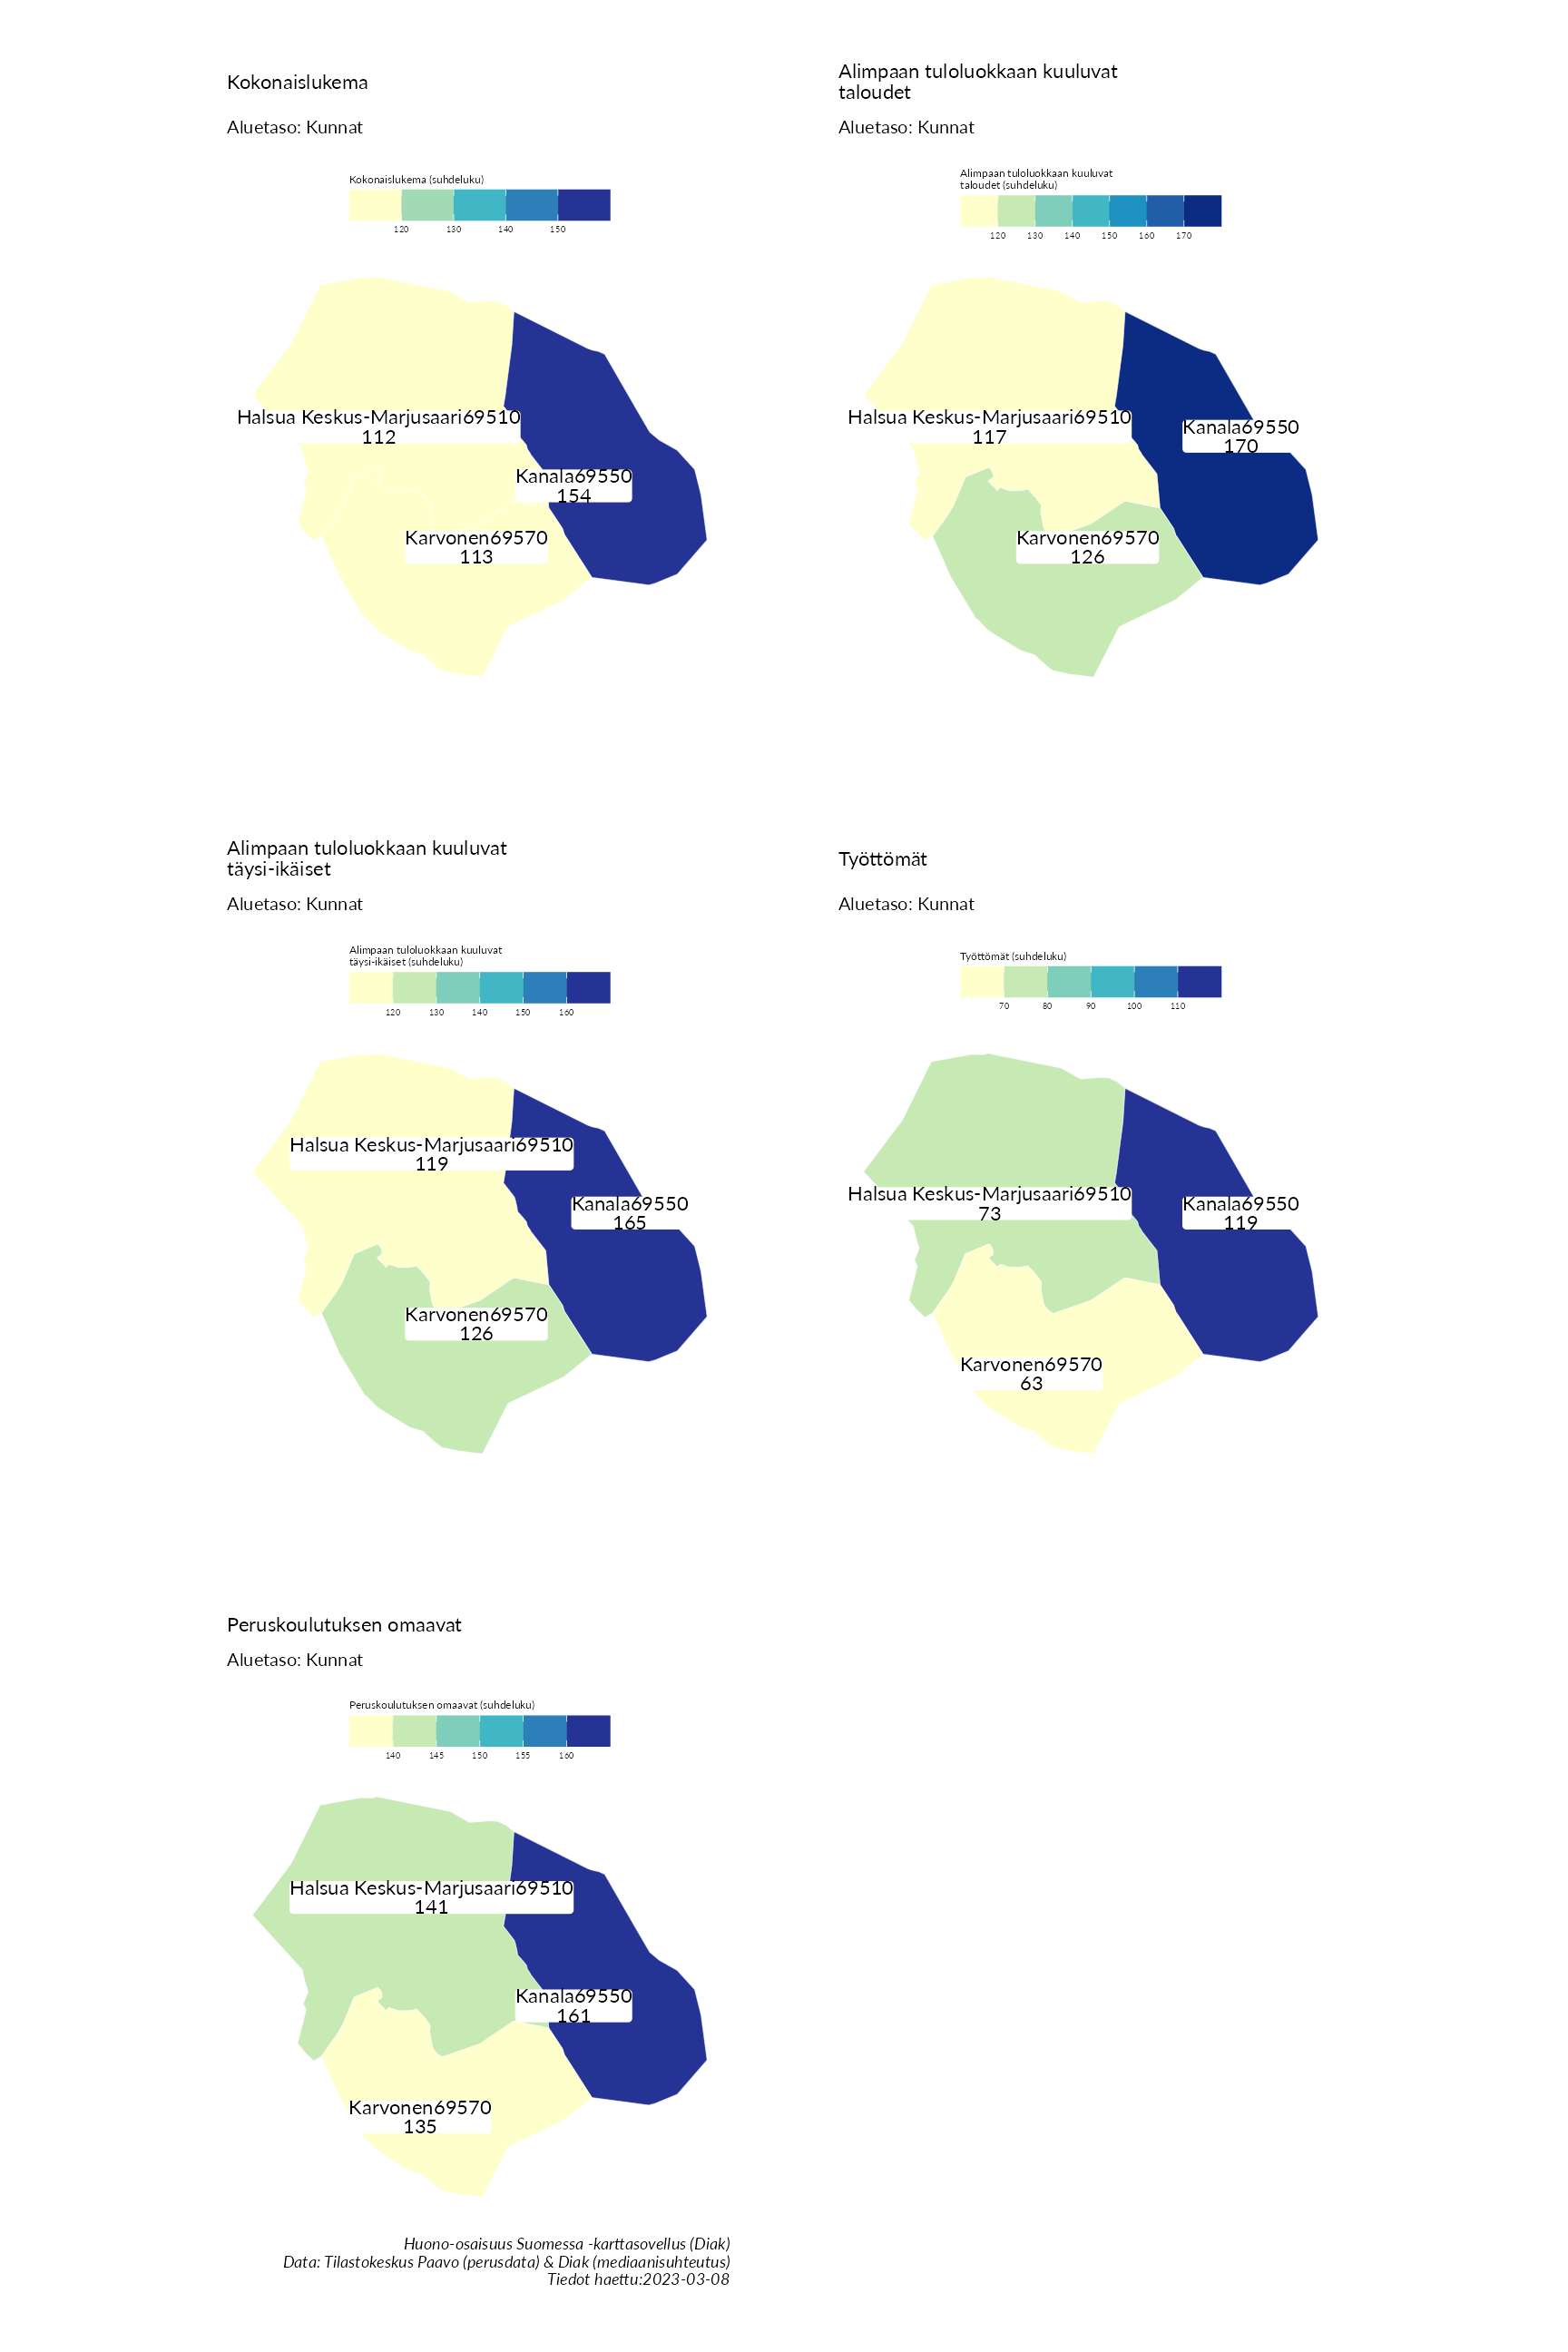 Kokonaislukema
Aluetaso: Kunnat
Kokonaislukema (suhdeluku)
120 130 140 150
Halsua Keskus-Marjusaari69510
112
Kanala69550
154
Karvonen69570
113
Alimpaan tuloluokkaan kuuluvat
taloudet
Aluetaso: Kunnat
Alimpaan tuloluokkaan kuuluvat
taloudet (suhdeluku)
120 130 140 150 160 170
Halsua Keskus-Marjusaari69510
117
Kanala69550
170
Karvonen69570
126
Alimpaan tuloluokkaan kuuluvat
täysi-ikäiset
Aluetaso: Kunnat
Alimpaan tuloluokkaan kuuluvat
täysi-ikäiset (suhdeluku)
120 130 140 150 160
Halsua Keskus-Marjusaari69510
119
Kanala69550
165
Karvonen69570
126
Työttömät
Aluetaso: Kunnat
Työttömät (suhdeluku)
70 80 90 100 110
Halsua Keskus-Marjusaari69510
73
Kanala69550
119
Karvonen69570
63
Peruskoulutuksen omaavat
Aluetaso: Kunnat
Peruskoulutuksen omaavat (suhdeluku)
140 145 150 155 160
Halsua Keskus-Marjusaari69510
141
Kanala69550
161
Karvonen69570
135
Huono-osaisuus Suomessa -karttasovellus (Diak)
Data: Tilastokeskus Paavo (perusdata) & Diak (mediaanisuhteutus)
Tiedot haettu:2023-03-08